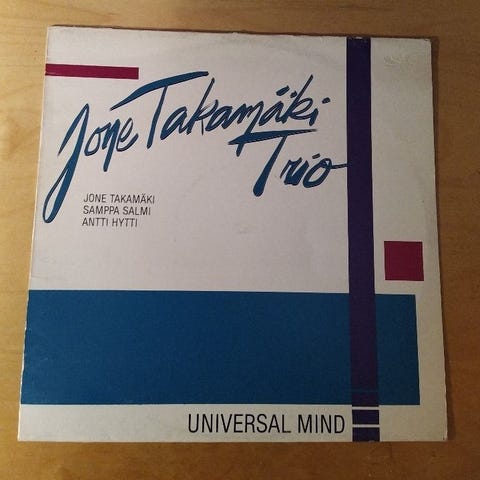 Jone Takamäki
Trio
JONE TAKAMÄKI
SAMPPA SALMI
ANTTI HYTTI
UNIVERSAL MIND